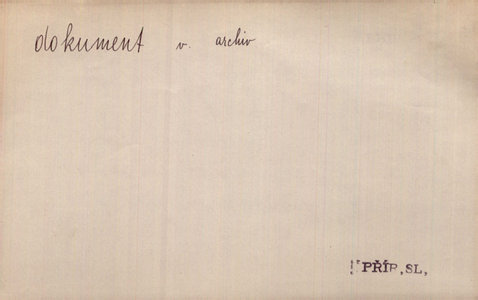 dokument v. archiv
PŘÍP, SL,